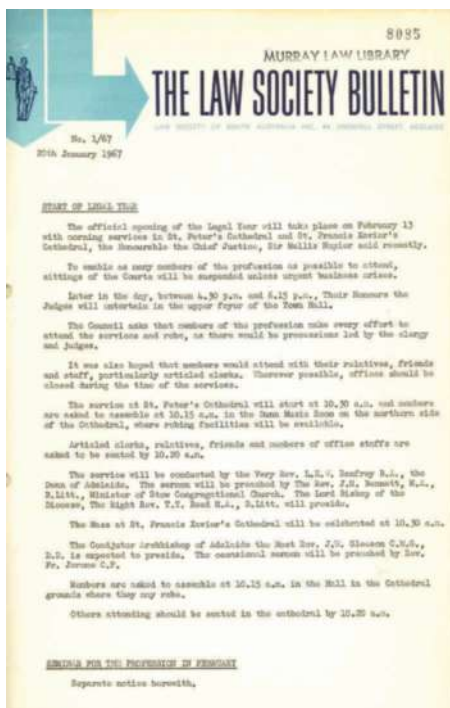 8085
MURRAY LAW LIBRARY
THE LAW SOCIETY BULLETIN
LAW SOCIETY OF SOUTH AUSTRALIA INC. STREET, ADELAIDE
No. 1/67
20th January 1967
START OF LEGAL YEAR
The official opening of the Legal Year will take place on February 13
with morning services in St. Peter's Cathedral and St. Francis Xavier's
Cathedral, the Honourable the Chief Justice, Sir Mellis Napier said recently.
To enable as many members of the profession as possible to attend,
sittings of the Courts will be suspended unless urgent business arises.
Later in the day, between 4.30 p.m. and 6.15 p.m., Their Honours the
Judges will entertain in the upper foyer of the Town Hall.
The Council asks that members of the profession make every effort to
attend the services and robe, as there would be processions led by the clergy
and judges.
It was also hoped that members would attend with their relatives, friends
and staff, particularly articled clerks. Wherever possible, offices should be
closed during the time of the services.
The service at St. Peter's Cathedral will start at 10.30 a.m. and members
are asked to assemble at 10.15 a.m. in the Music Room on the northern side
of the Cathedral, where robing facilities will be available.
Articled clerks, relatives, friends and members of office staffs are
asked to be seated by 10.20 a.m.
The service will be conducted by the Very Rev. Renfrey B.A., the
Dean of Adelaide. The sermon will be preached by The Rev. J.H. Bennett, M.A.,
B.Litt., Minister of Stow Congregational Church. The Lord Bishop of the
Diocese, The Right Rev. T.T. Reed M.A., D.Litt. will preside.
The Mass at St. Francis Xavier's Cathedral will be celebrated at 10.30 a.m.
The Coadjutor Archbishop of Adelaide the Most Rev. Gleeson C.M.G.,
D.D. is expected to preside. The occasional sermon will be preached by Rev.
Fr. Jerome C.P.
Members are asked to assemble at 10.15 a.m. in the Hall in the Cathedral
grounds where they may robe.
Others attending should be seated in the cathedral by 10.20 a.m.
SEMINAR FOR THE PROFESSION IN FEBRUARY
Separate notice herewith.